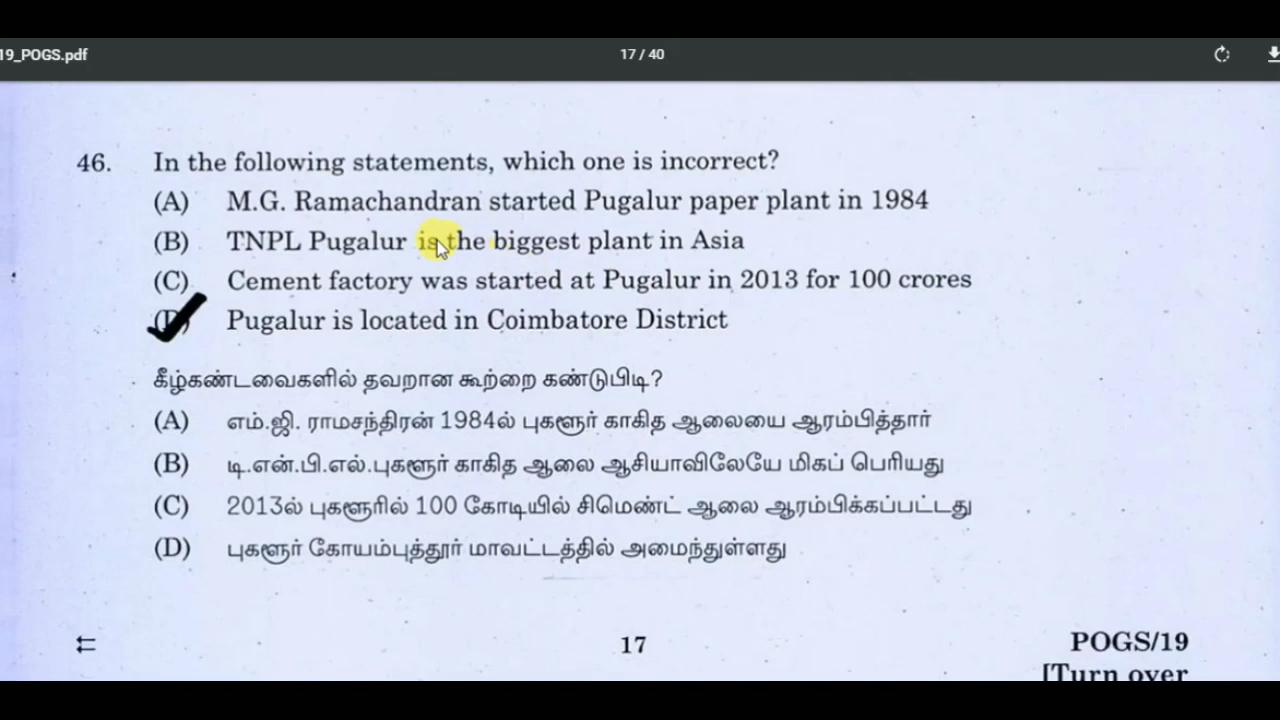 19_POGS.pdf
17 / 40
46. In the following statements, which one is incorrect?
(A) M.G. Ramachandran started Pugalur paper plant in 1984
(B) TNPL Pugalur is the biggest plant in Asia
(C) Cement factory was started at Pugalur in 2013 for 100 crores
(D) Pugalur is located in Coimbatore District
கீழ்கண்டவைகளில் தவறான கூற்றை கண்டுபிடி?
(A) எம்.ஜி. ராமசந்திரன் 1984ல் புகளூர் காகித ஆலையை ஆரம்பித்தார்
(B) டி.என்.பி.எல்.புகளூர் காகித ஆலை ஆசியாவிலேயே மிகப் பெரியது
(C) 2013ல் புகளூரில் 100 கோடியில் சிமெண்ட் ஆலை ஆரம்பிக்கப்பட்டது
(D) புகளூர் கோயம்புத்தூர் மாவட்டத்தில் அமைந்துள்ளது
17
POGS/19
[Turn over